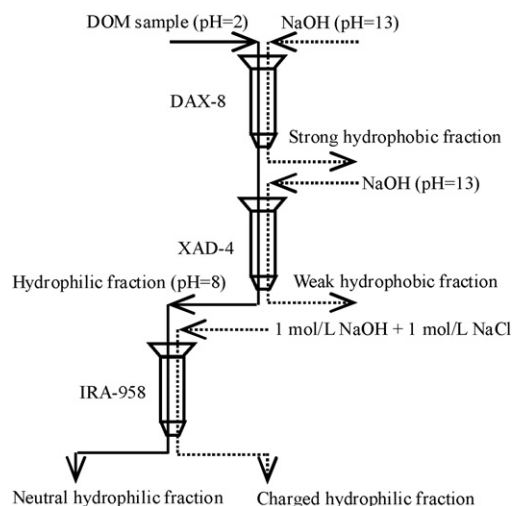 DOM sample (pH=2)
NaOH (pH=13)
DAX-8
Strong hydrophobic fraction
NaOH (pH=13)
XAD-4
Hydrophilic fraction (pH=8)
Weak hydrophobic fraction
1 mol/L NaOH + 1 mol/L NaCl
IRA-958
Neutral hydrophilic fraction
Charged hydrophilic fraction